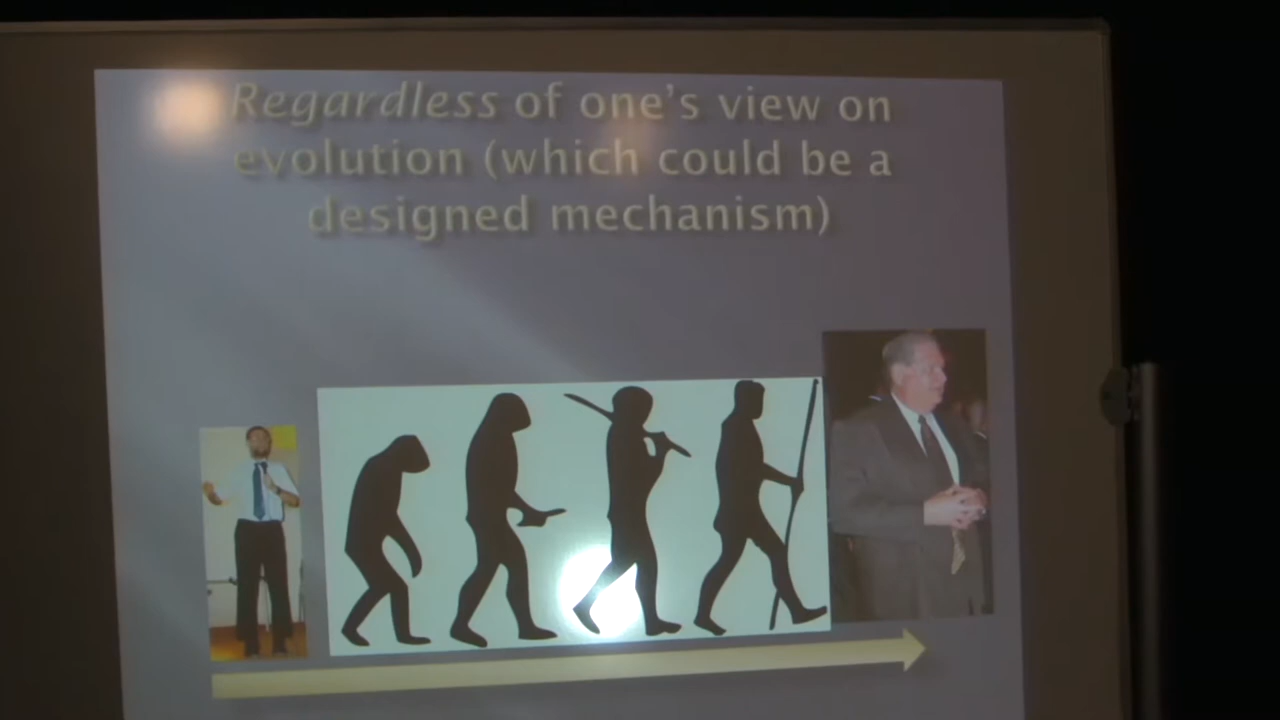 Regardless of one's view on
evolution (which could be a
designed mechanism)